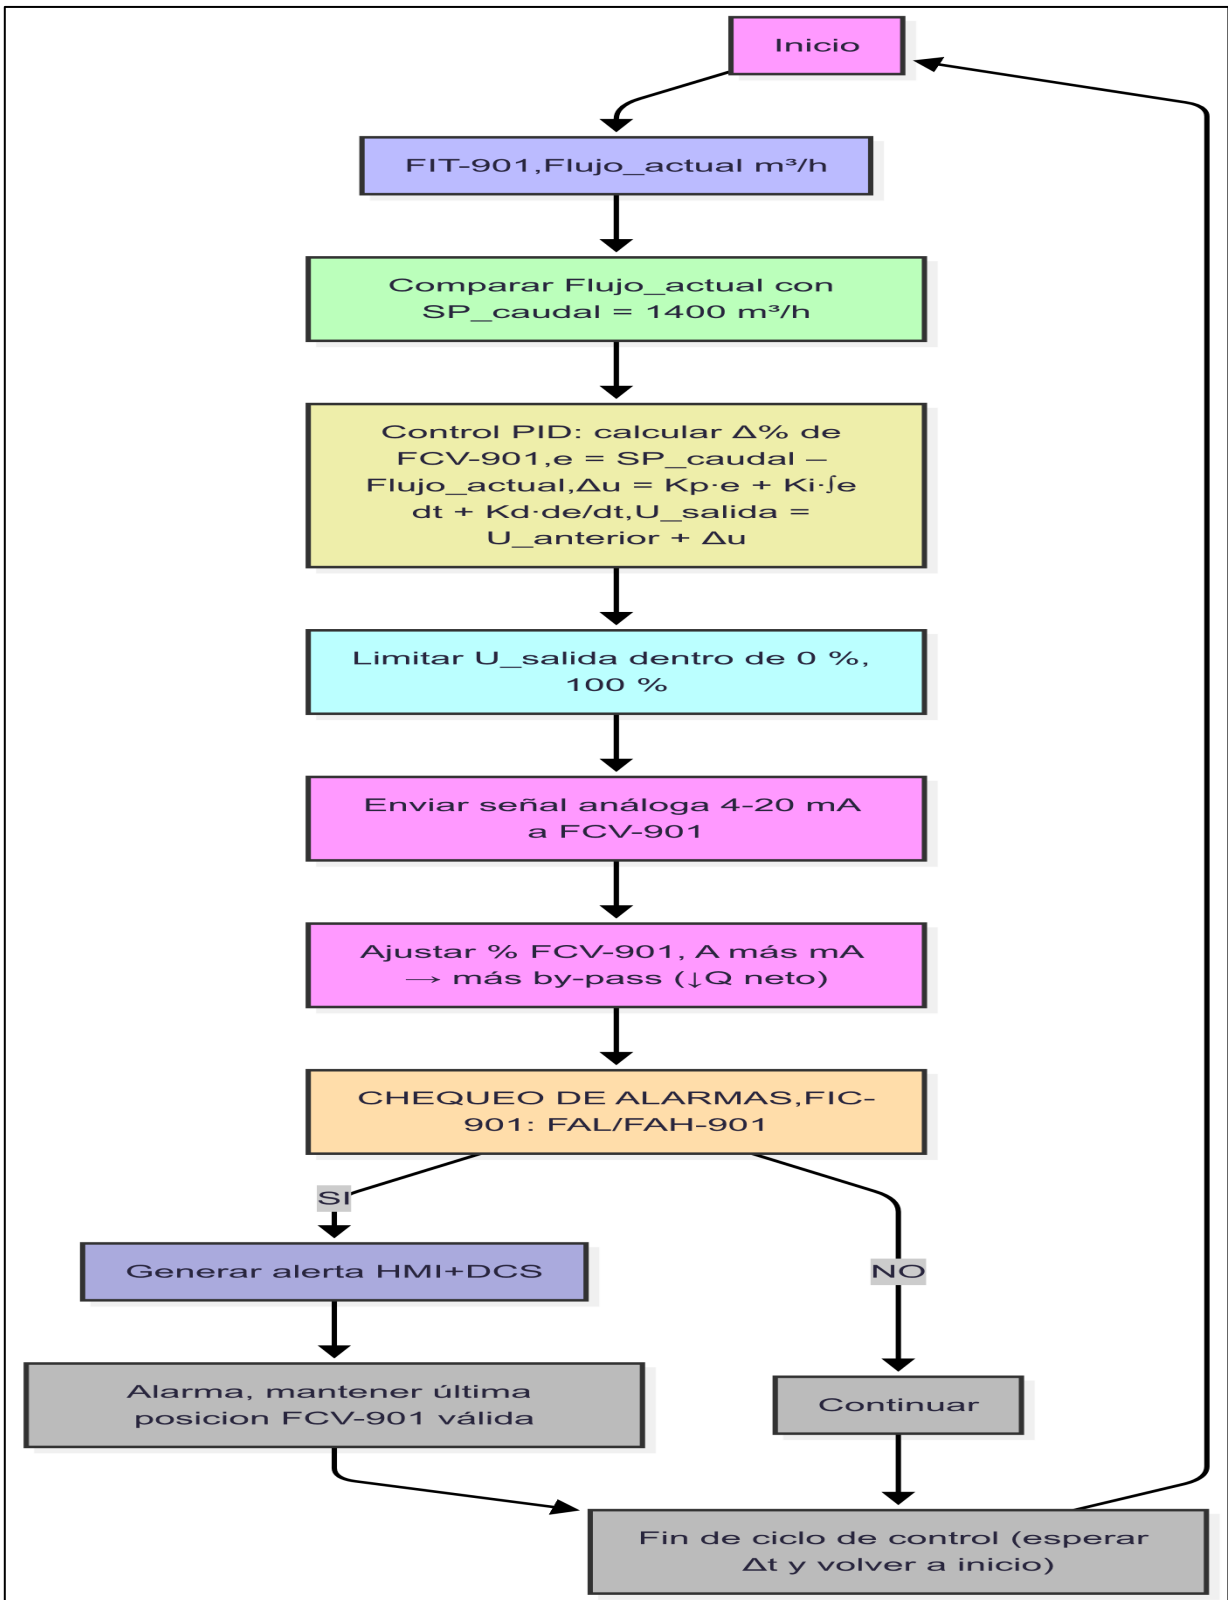 Inicio
FIT-901,Flujo_actual m³/h
Comparar Flujo_actual con
SP_caudal = 1400 m³/h
Control PID: calcular Δ% de
FCV-901,e = SP_caudal –
Flujo_actual,Δu = Kp·e + Ki·∫e
dt + Kd·de/dt,U_salida =
U_anterior + Δu
Limitar U_salida dentro de 0 %,
100 %
Enviar señal análoga 4-20 mA
a FCV-901
Ajustar % FCV-901, A más mA
→ más by-pass (↓Q neto)
CHEQUEO DE ALARMAS,FIC-
901: FAL/FAH-901
SI
Generar alerta HMI+DCS
NO
Alarma, mantener última
posicion FCV-901 válida
Continuar
Fin de ciclo de control (esperar
Δt y volver a inicio)